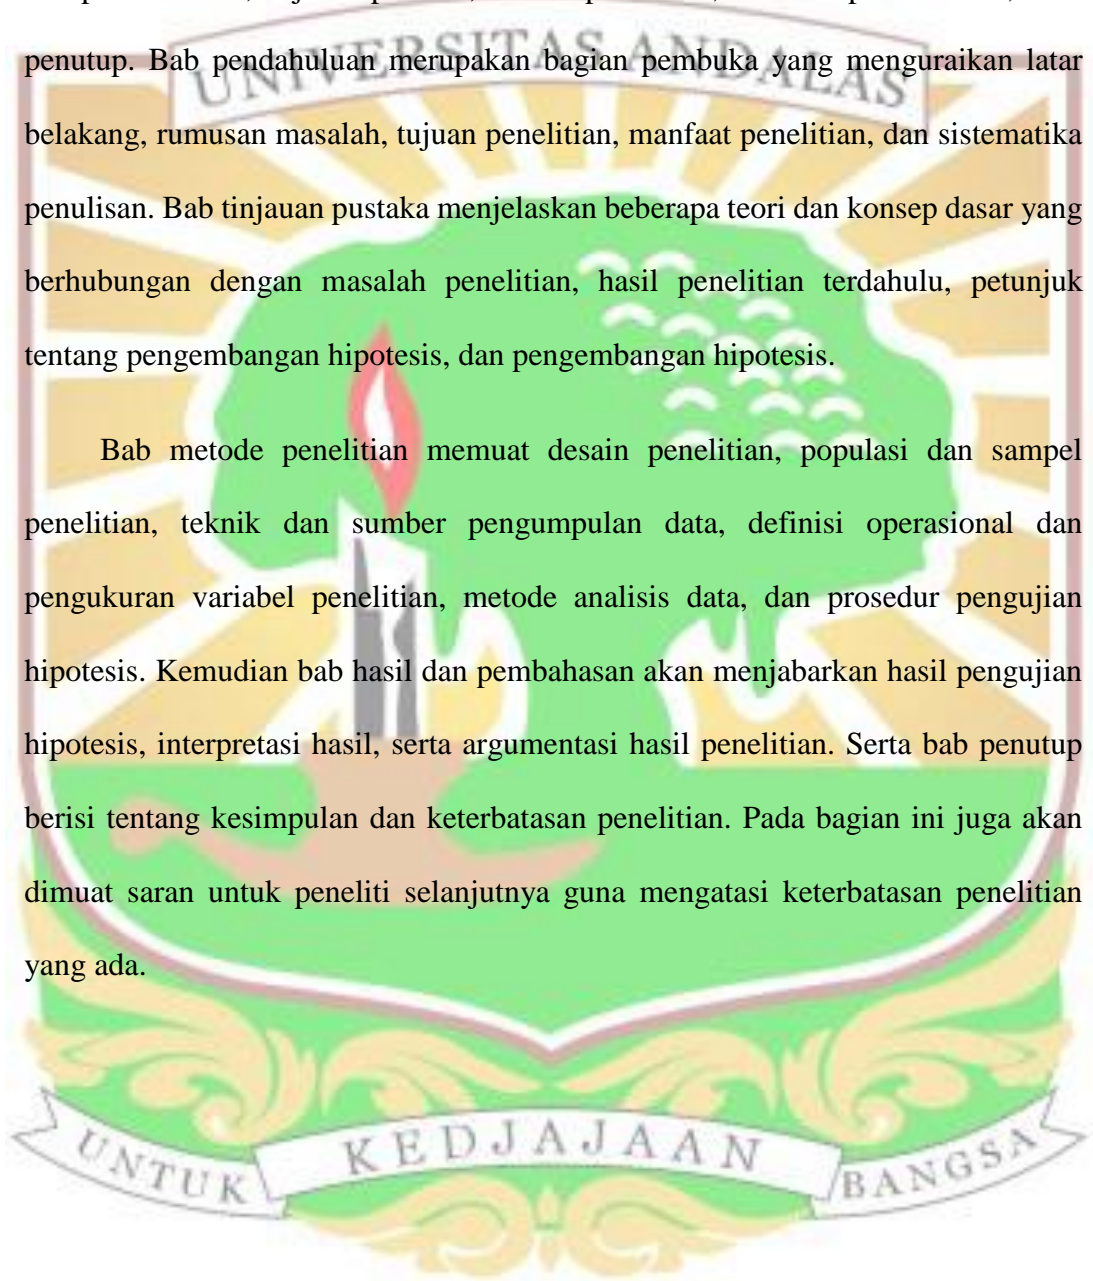 UNIVERSITAS ANDALAS
penutup. Bab pendahuluan merupakan bagian pembuka yang menguraikan latar
belakang, rumusan masalah, tujuan penelitian, manfaat penelitian, dan sistematika
penulisan. Bab tinjauan pustaka menjelaskan beberapa teori dan konsep dasar yang
berhubungan dengan masalah penelitian, hasil penelitian terdahulu, petunjuk
tentang pengembangan hipotesis, dan pengembangan hipotesis.
Bab metode penelitian memuat desain penelitian, populasi dan sampel
penelitian, teknik dan sumber pengumpulan data, definisi operasional dan
pengukuran variabel penelitian, metode analisis data, dan prosedur pengujian
hipotesis. Kemudian bab hasil dan pembahasan akan menjabarkan hasil pengujian
hipotesis, interpretasi hasil, serta argumentasi hasil penelitian. Serta bab penutup
berisi tentang kesimpulan dan keterbatasan penelitian. Pada bagian ini juga akan
dimuat saran untuk peneliti selanjutnya guna mengatasi keterbatasan penelitian
yang ada.
UNTUK KEDJAJAAN BANGSA